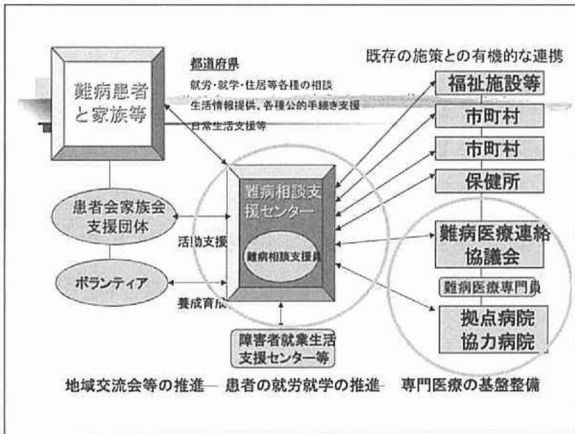 都道府県
就労・就学・住居等各種の相談
生活情報提供、各種公的手続き支援
日常生活支援等
既存の施策との有機的な連携
難病患者
と家族等
福祉施設等
市町村
市町村
保健所
難病相談支
援センター
難病相談支援員
患者会家族会
支援団体
活動支援
ボランティア
養成育成
難病医療連絡
協議会
難病医療専門員
拠点病院
協力病院
障害者就業生活
支援センター等
地域交流会等の推進
患者の就労就学の推進
専門医療の基盤整備